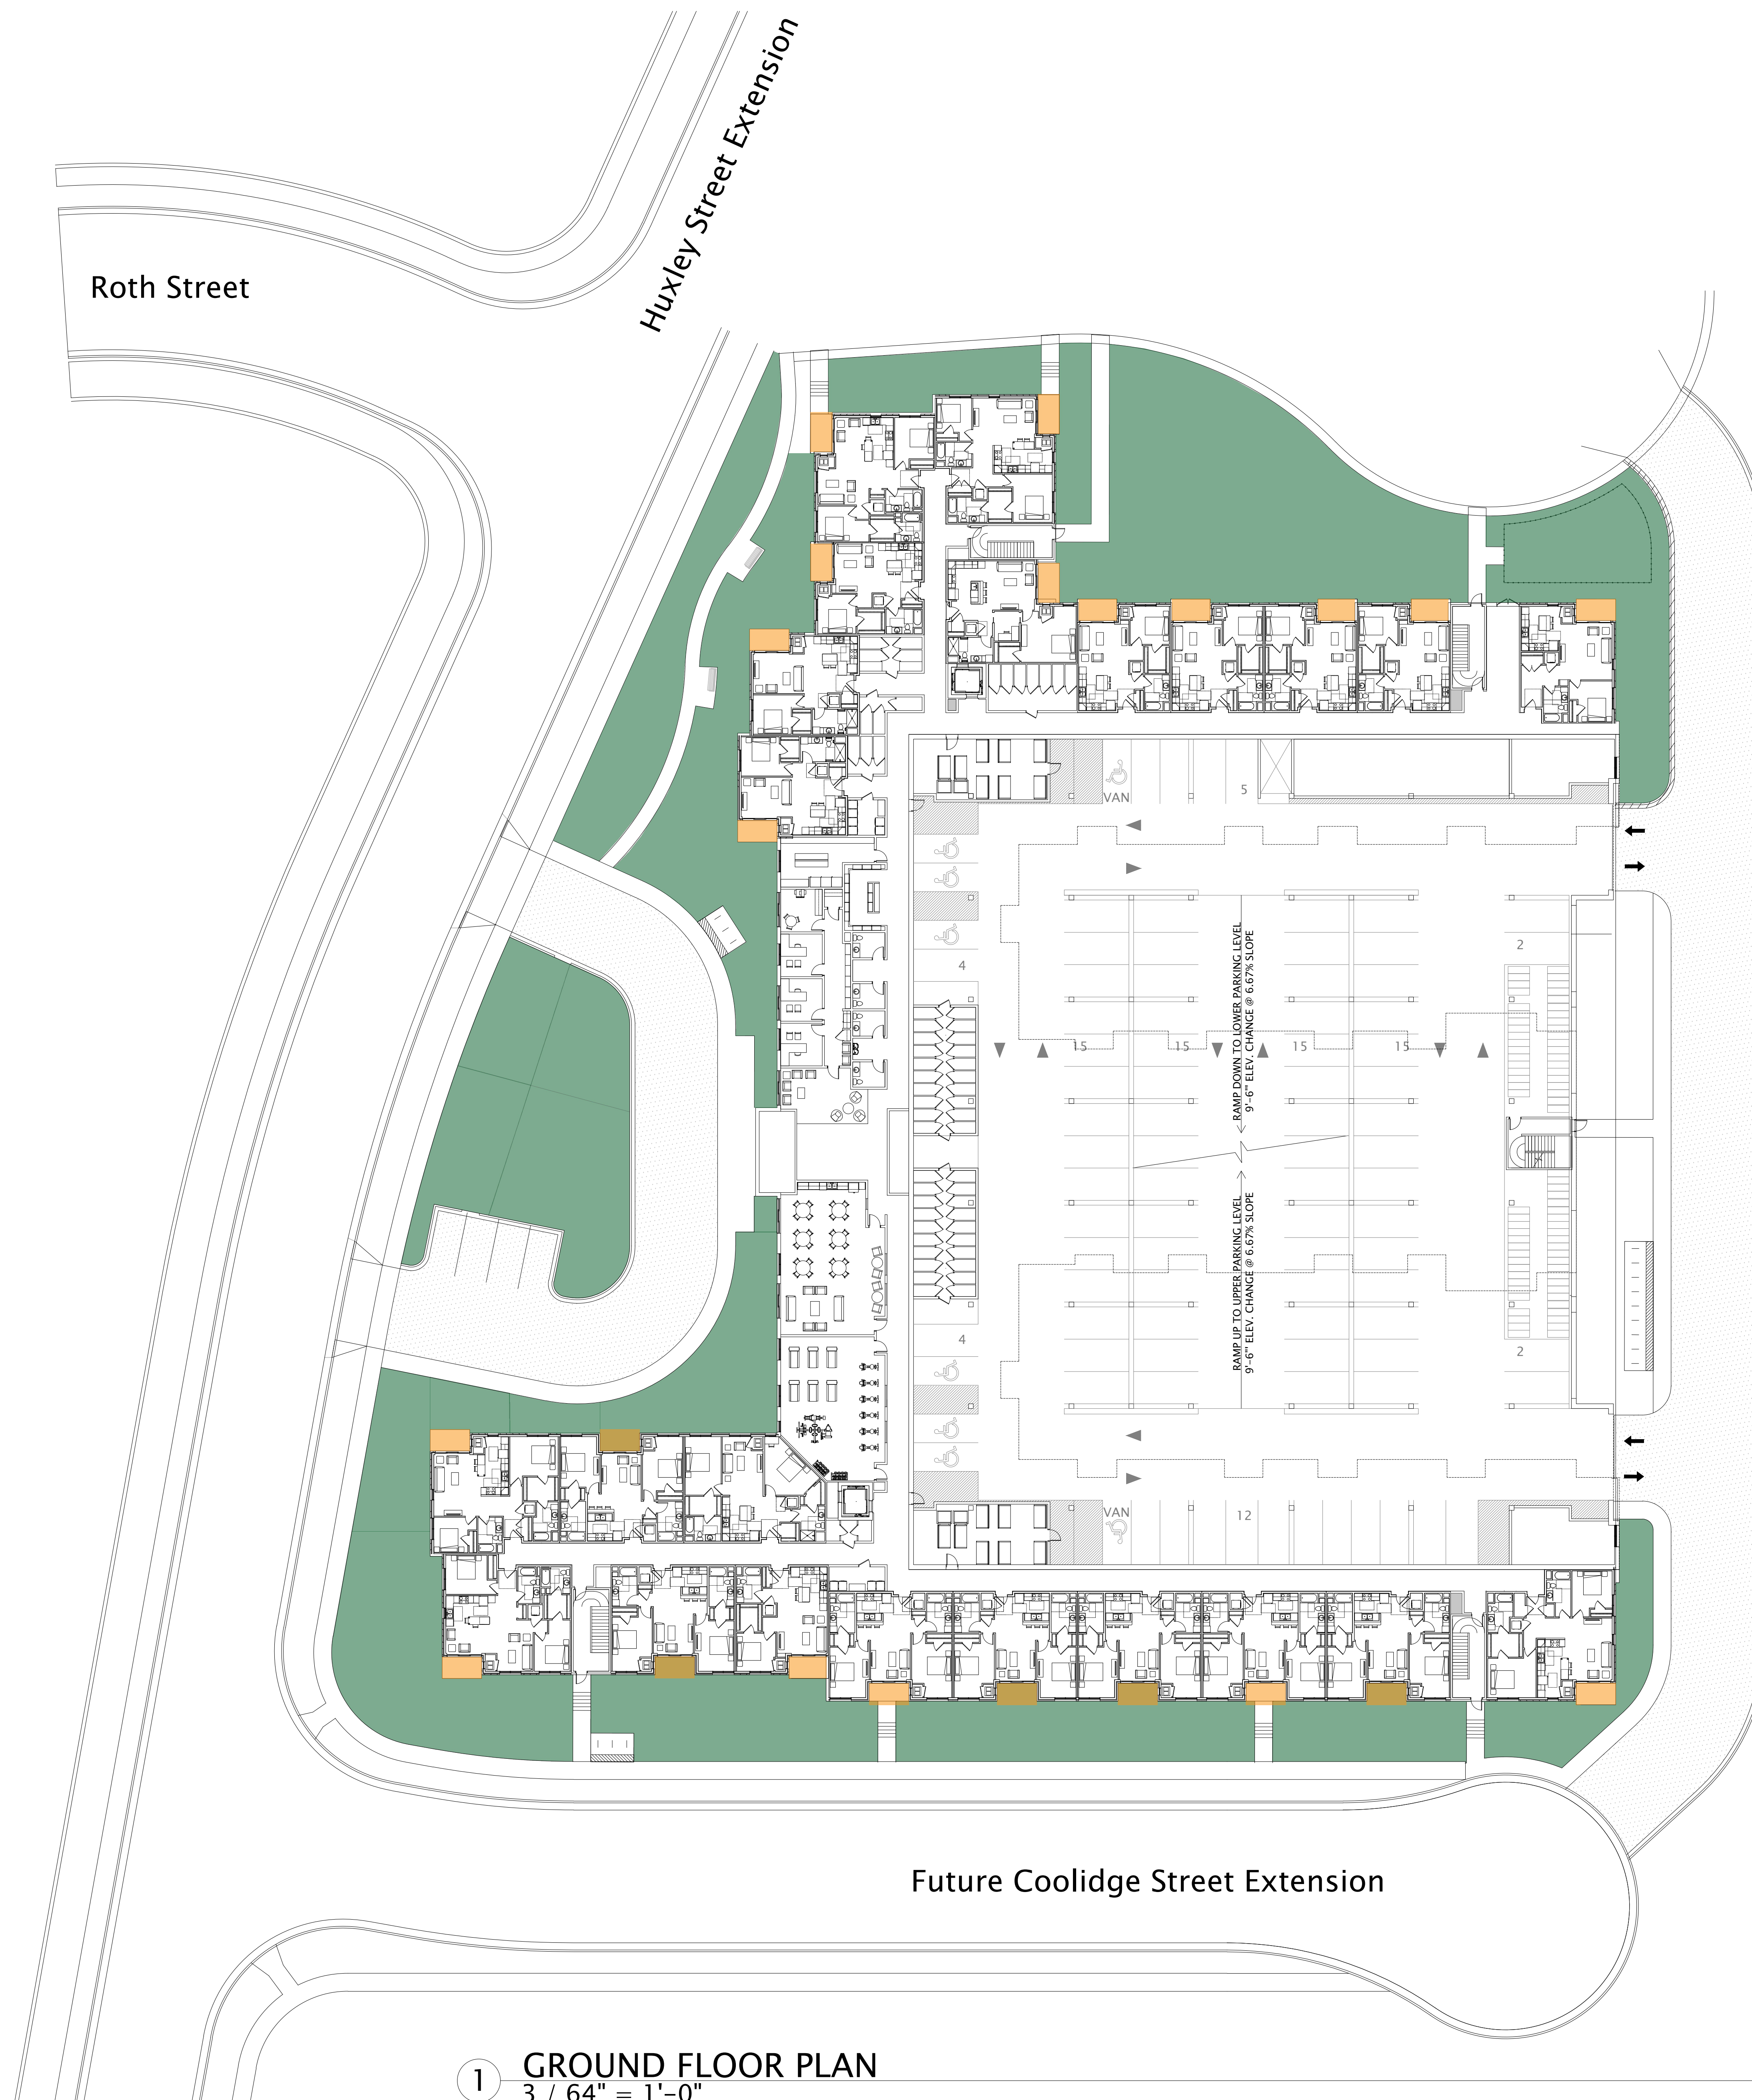 Huxley Street Extension
Roth Street
VAN
5
4
2
RAMP DOWN TO LOWER PARKING LEVEL
9'-6" ELEV. CHANGE @ 6.67% SLOPE
15
15
15
15
RAMP UP TO UPPER PARKING LEVEL
9'-6" ELEV. CHANGE @ 6.67% SLOPE
4
2
VAN
12
Future Coolidge Street Extension
1
GROUND FLOOR PLAN
3 / 64" = 1'-0"